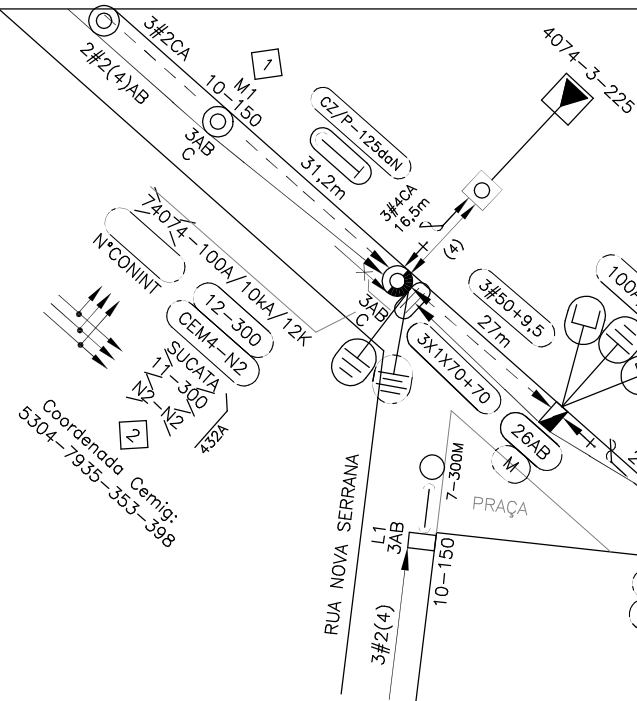 3#2CA
2#2(4)AB
1
M1
10-150
3AB
C
4074-3-225
CZ/P-125daN
31,2m
3#4CA
16,5m
(4)
74074-100A/10KA/12K
N°CONINT
12-300
CEM4-N2
SUCATA
11-300
N2-N2
432A
2
Coordenada Cemig:
5304-7935-353-398
3AB
C
3#50+9,5
27m
3X1X70+70
100A
26AB
M
7-300M
PRAÇA
L1
3AB
10-150
RUA NOVA SERRANA
3#2(4)